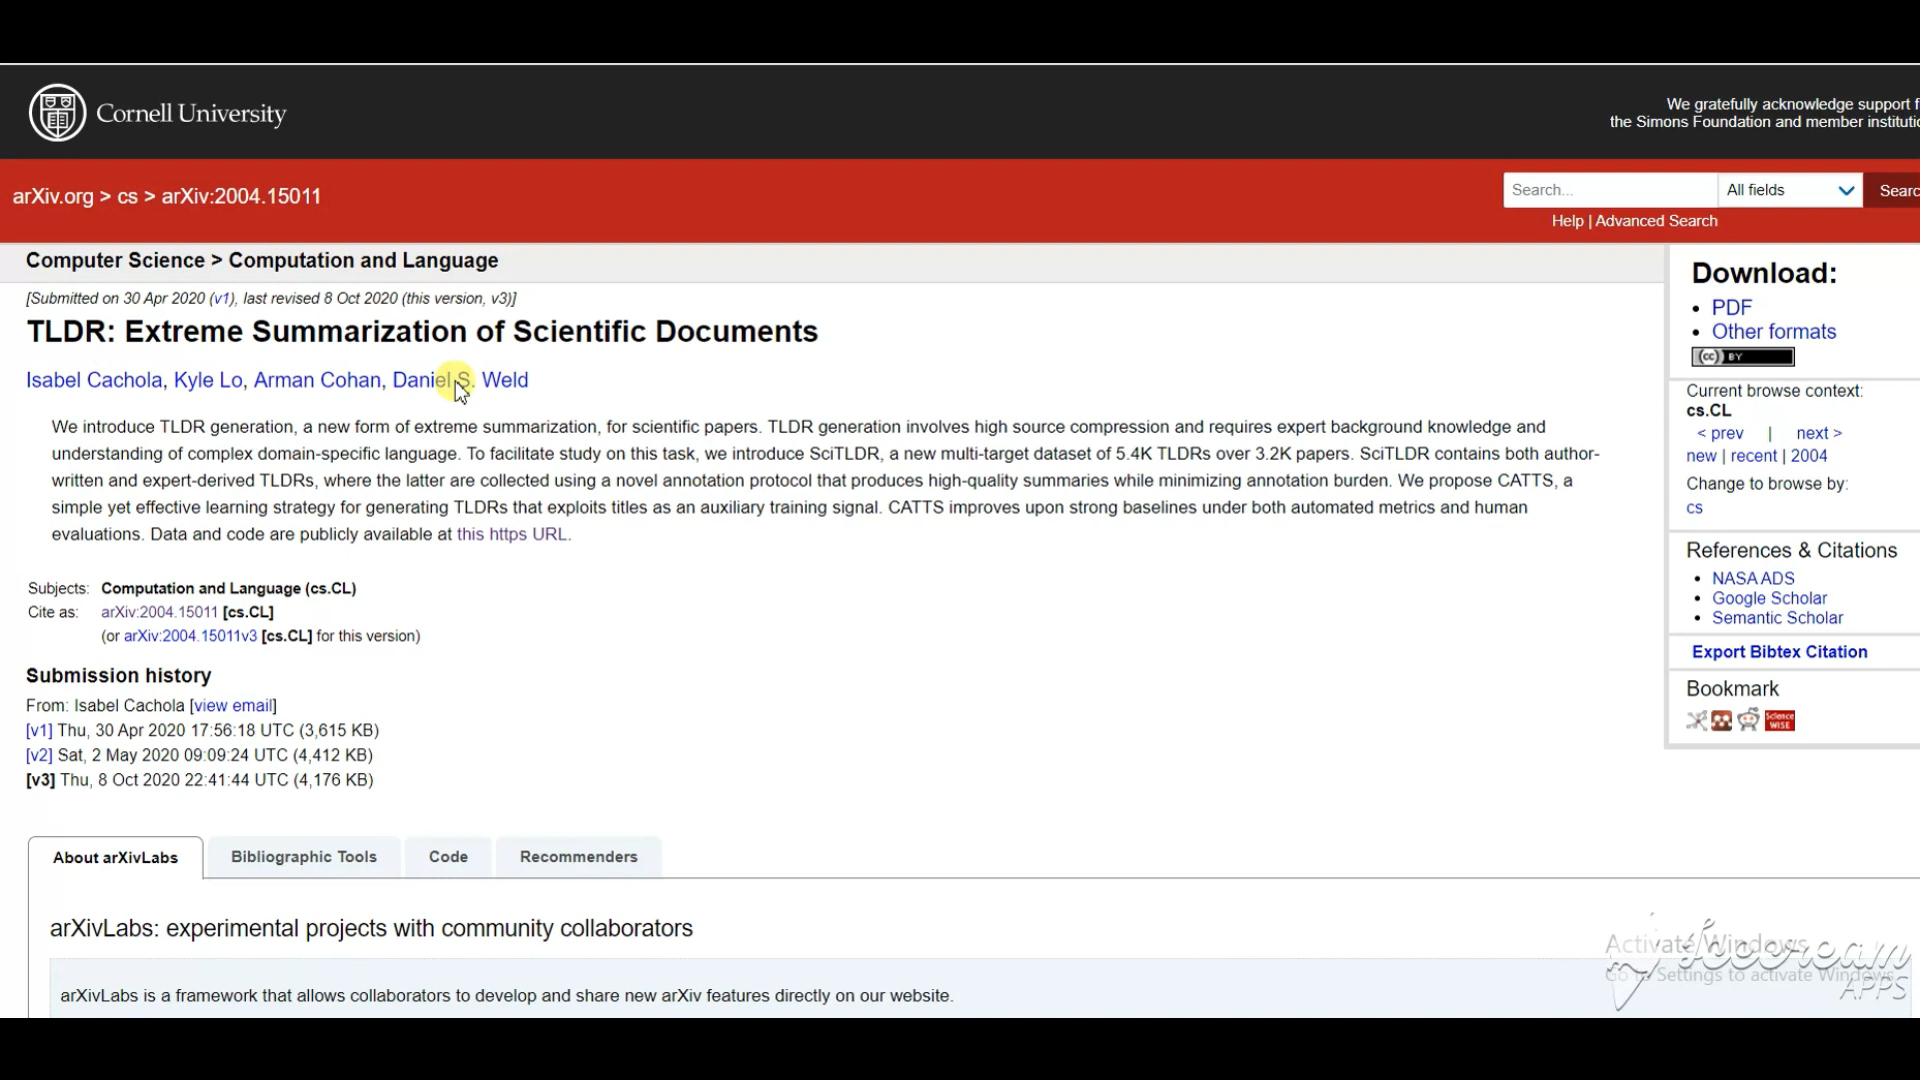 Cornell University
We gratefully acknowledge support f
the Simons Foundation and member instituti
arXiv.org > cs > arXiv:2004.15011
Search...
All fields
Searc
Help | Advanced Search
Computer Science > Computation and Language
[Submitted on 30 Apr 2020 (v1), last revised 8 Oct 2020 (this version, v3)]
TLDR: Extreme Summarization of Scientific Documents
Isabel Cachola, Kyle Lo, Arman Cohan, Daniel S. Weld
We introduce TLDR generation, a new form of extreme summarization, for scientific papers. TLDR generation involves high source compression and requires expert background knowledge and
understanding of complex domain-specific language. To facilitate study on this task, we introduce SciTLDR, a new multi-target dataset of 5.4K TLDRs over 3.2K papers. SciTLDR contains both author-
written and expert-derived TLDRs, where the latter are collected using a novel annotation protocol that produces high-quality summaries while minimizing annotation burden. We propose CATTS, a
simple yet effective learning strategy for generating TLDRs that exploits titles as an auxiliary training signal. CATTS improves upon strong baselines under both automated metrics and human
evaluations. Data and code are publicly available at this https URL.
Subjects: Computation and Language (cs.CL)
Cite as: arXiv:2004.15011 [cs.CL]
(or arXiv:2004.15011v3 [cs.CL] for this version)
Submission history
From: Isabel Cachola [view email]
[v1] Thu, 30 Apr 2020 17:56:18 UTC (3,615 KB)
[v2] Sat, 2 May 2020 09:09:24 UTC (4,412 KB)
[v3] Thu, 8 Oct 2020 22:41:44 UTC (4,176 KB)
Download:
PDF
Other formats
(cc) BY
Current browse context:
cs.CL
< prev | next >
new | recent | 2004
Change to browse by:
cs
References & Citations
NASA ADS
Google Scholar
Semantic Scholar
Export Bibtex Citation
Bookmark
Science
WISE
About arXivLabs
Bibliographic Tools
Code
Recommenders
arXivLabs: experimental projects with community collaborators
arXivLabs is a framework that allows collaborators to develop and share new arXiv features directly on our website.
Activate Windows
Go to Settings to activate Windows.
Icecream
APPS